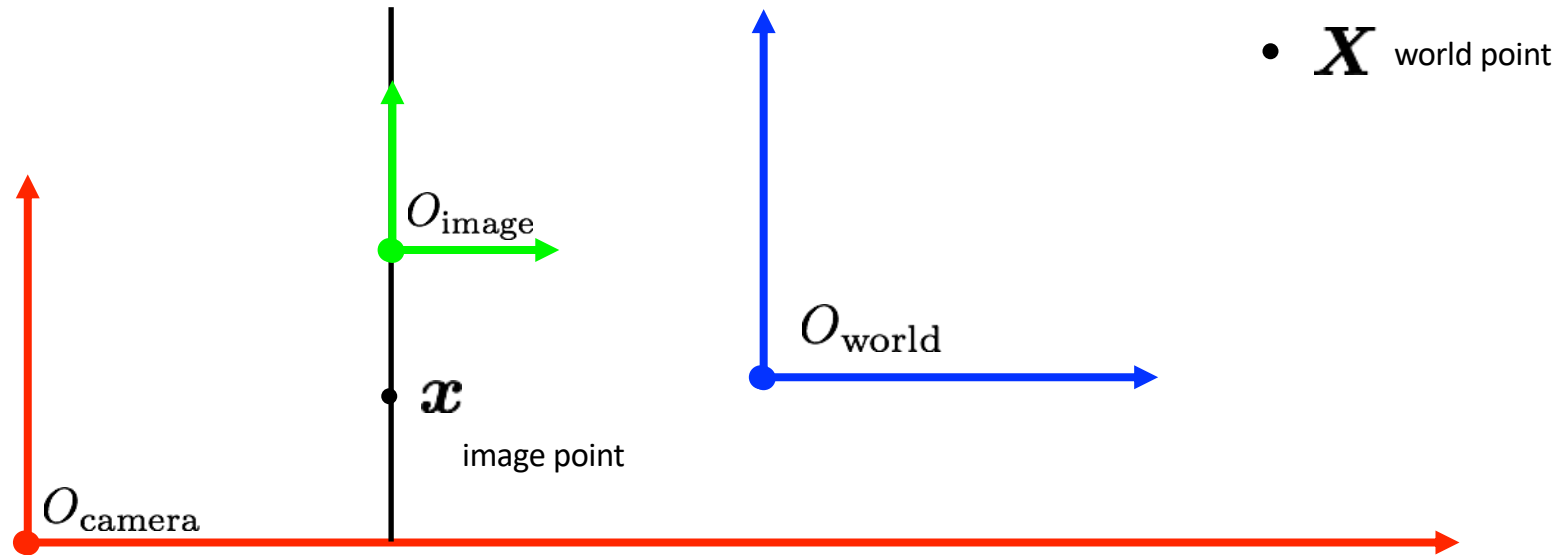 X world point
O_image
O_world
x
image point
O_camera